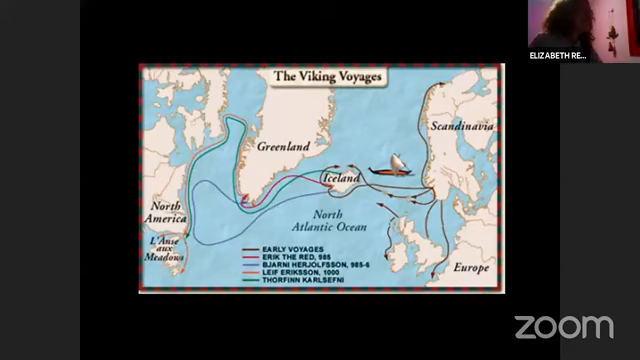 ELIZABETH RE...
The Viking Voyages
Greenland
Scandinavia
Iceland
North
America
North
Atlantic Ocean
L'Anse
aux
Meadows
Europe
EARLY VOYAGES
ERIK THE RED, 985
BJARNI HERJOLFSSON, 985-6
LEIF ERIKSSON, 1000
THORFINN KARLSEFNI
zoom